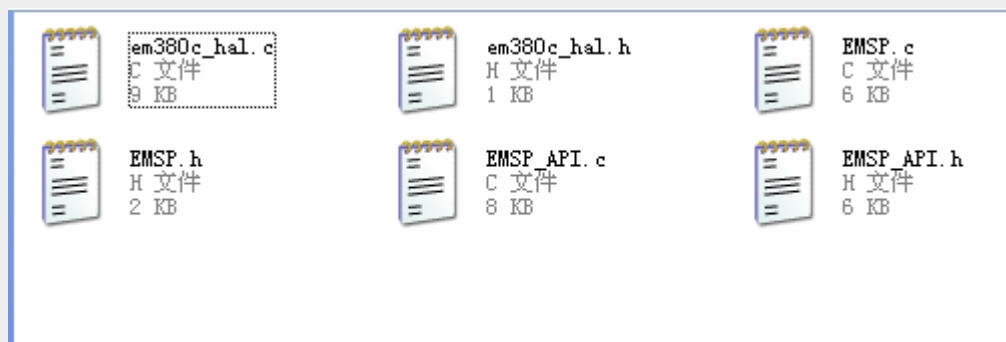 em380c_hal.c
C 文件
9 KB
em380c_hal.h
H 文件
1 KB
EMSP.c
C 文件
6 KB
EMSP.h
H 文件
2 KB
EMSP_API.c
C 文件
8 KB
EMSP_API.h
H 文件
6 KB